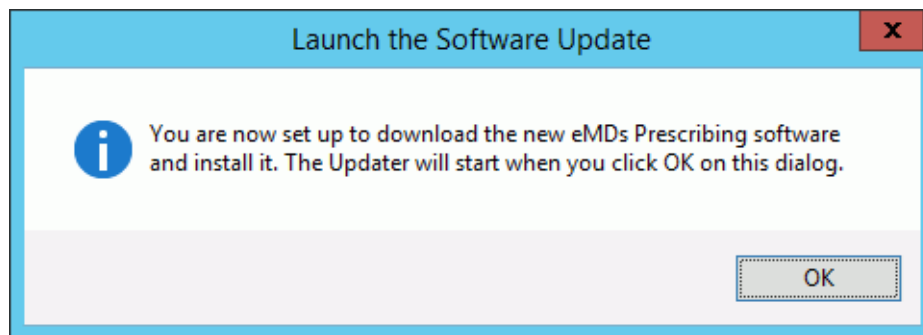 Launch the Software Update
x
You are now set up to download the new eMDs Prescribing software
and install it. The Updater will start when you click OK on this dialog.
OK